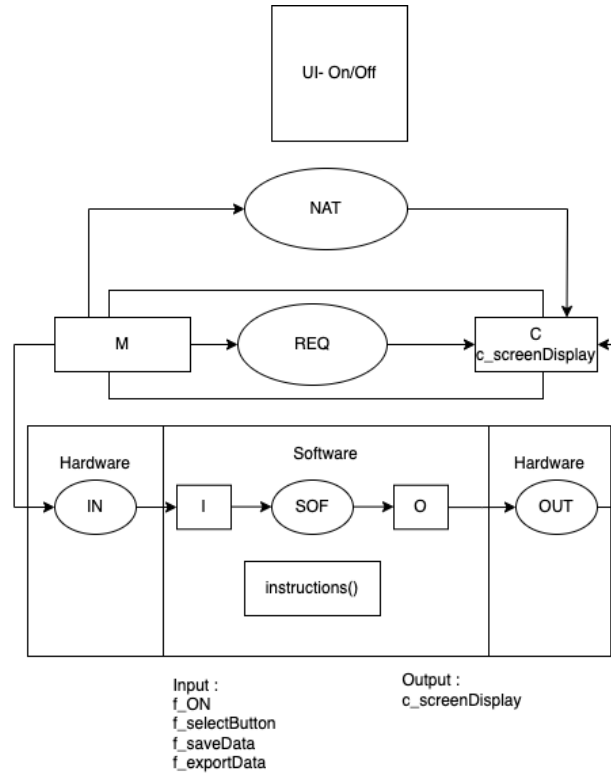 UI- On/Off
NAT
M
REQ
C
c_screenDisplay
Hardware
Software
Hardware
IN
I
SOF
O
OUT
instructions()
Input :
f_ON
f_selectButton
f_saveData
f_exportData
Output :
c_screenDisplay